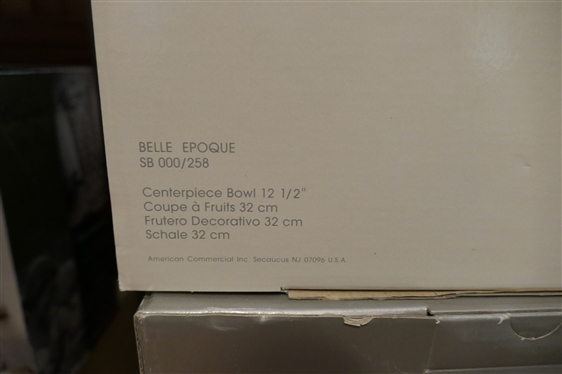 BELLE EPOQUE
SB 000/258
Centerpiece Bowl 12 1/2"
Coupe à Fruits 32 cm
Frutero Decorativo 32 cm
Schale 32 cm
American Commercial Inc. Secaucus NJ 07096 U.S.A.